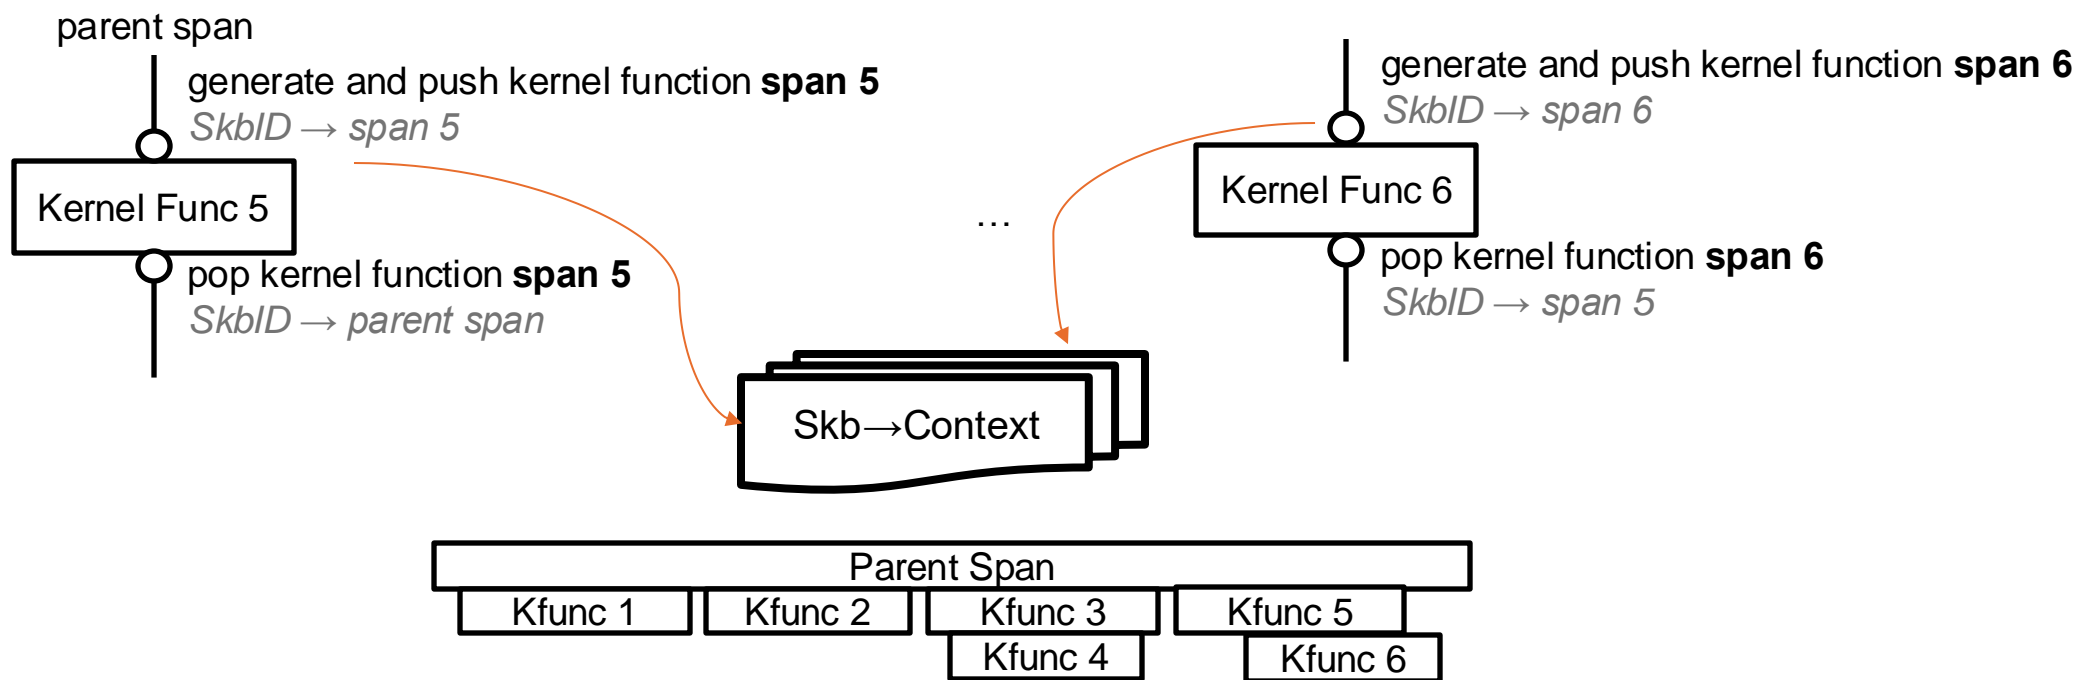 parent span
generate and push kernel function span 5
SkbID → span 5
Kernel Func 5
pop kernel function span 5
SkbID → parent span
...
generate and push kernel function span 6
SkbID → span 6
Kernel Func 6
pop kernel function span 6
SkbID → span 5
Skb→Context
Parent Span
Kfunc 1
Kfunc 2
Kfunc 3
Kfunc 5
Kfunc 4
Kfunc 6